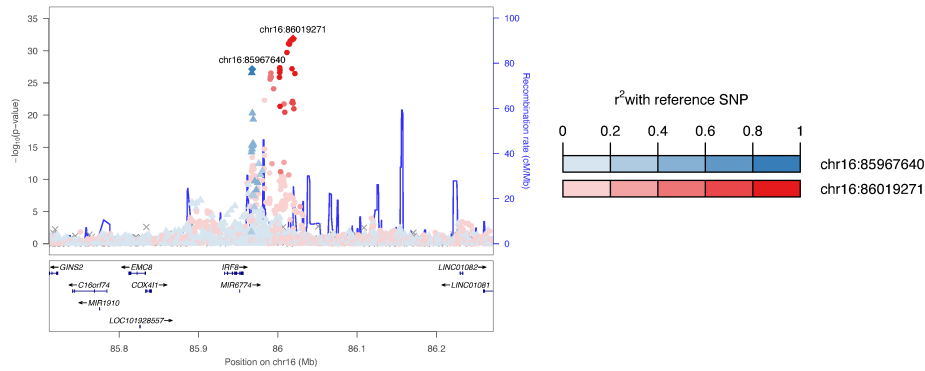 35
30
25
20
15
10
5
0
−log10(p-value)
chr16:86019271
chr16:85967640
100
80
60
40
20
0
Recombination rate (cM/Mb)
GINS2
EMC8
IRF8
LINC01082
C16orf74
COX4I1
MIR6774
LINC01081
MIR1910
LOC101928557
85.8 85.9 86 86.1 86.2
Position on chr16 (Mb)
r2with reference SNP
0 0.2 0.4 0.6 0.8 1
chr16:85967640
chr16:86019271